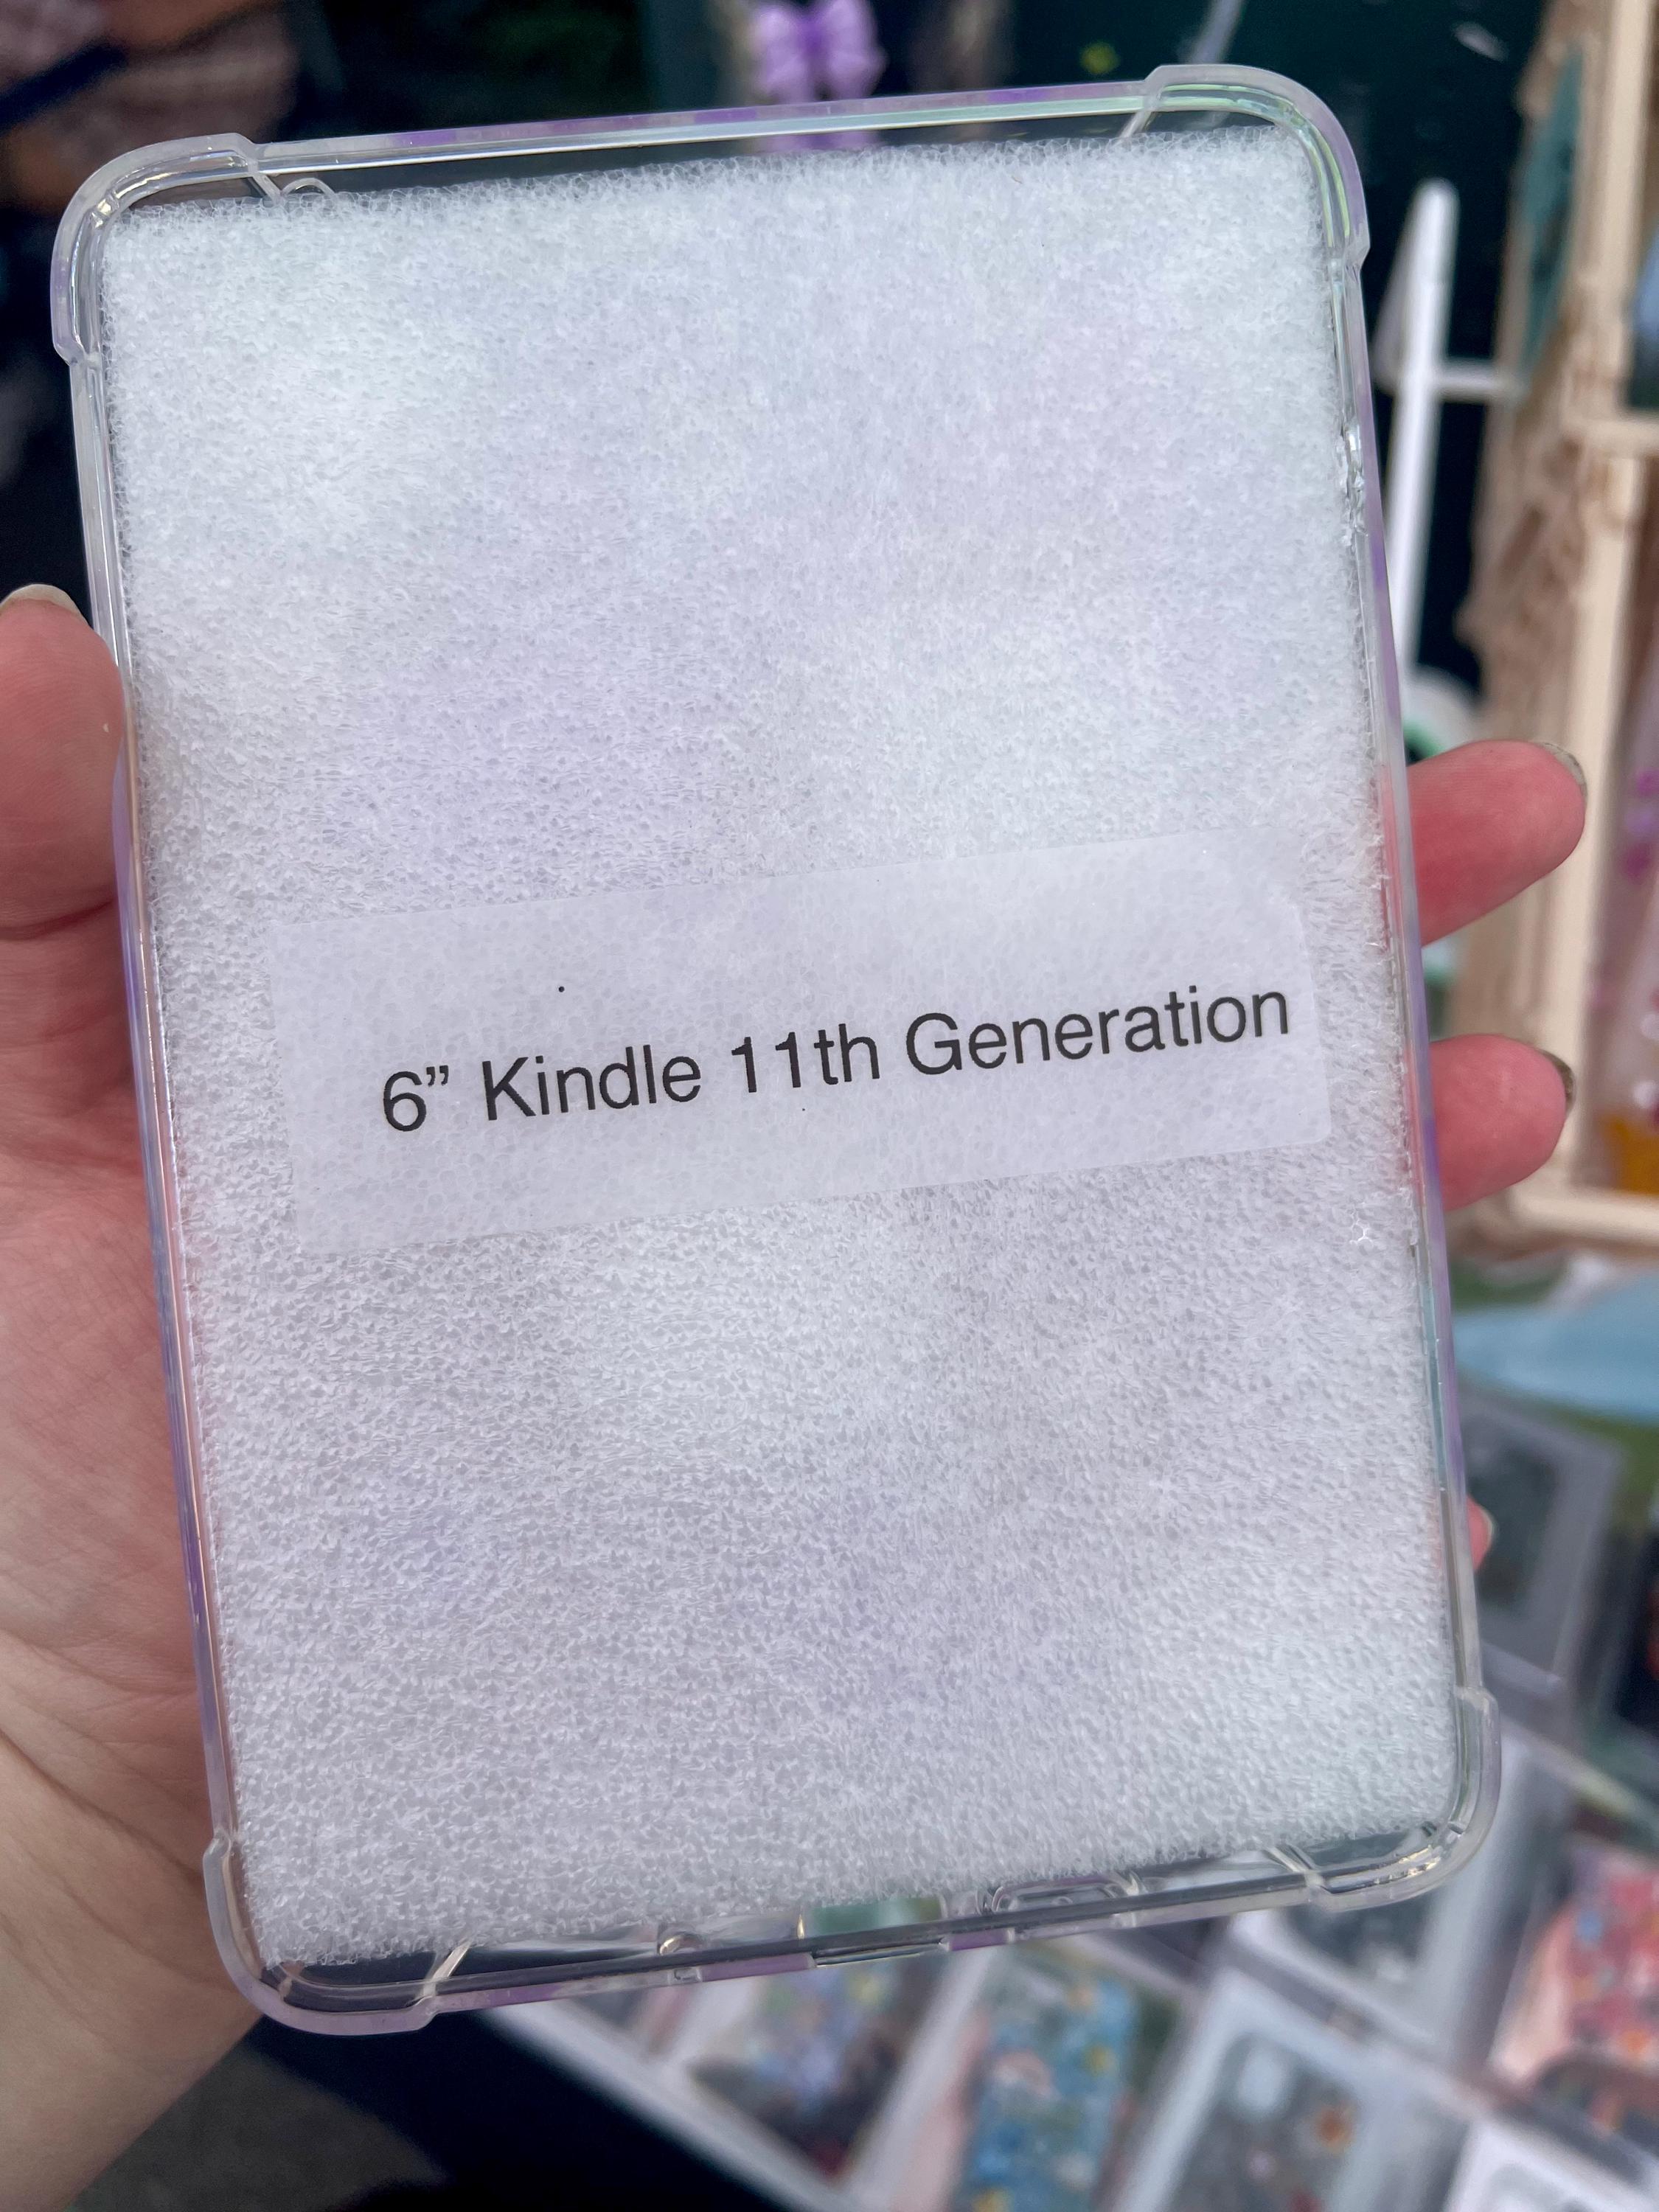 6” Kindle 11th Generation